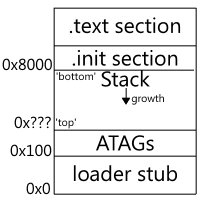 .text section
.init section
0x8000
'bottom'
Stack
growth
0x???
'top'
0x100
ATAGs
loader stub
0x0